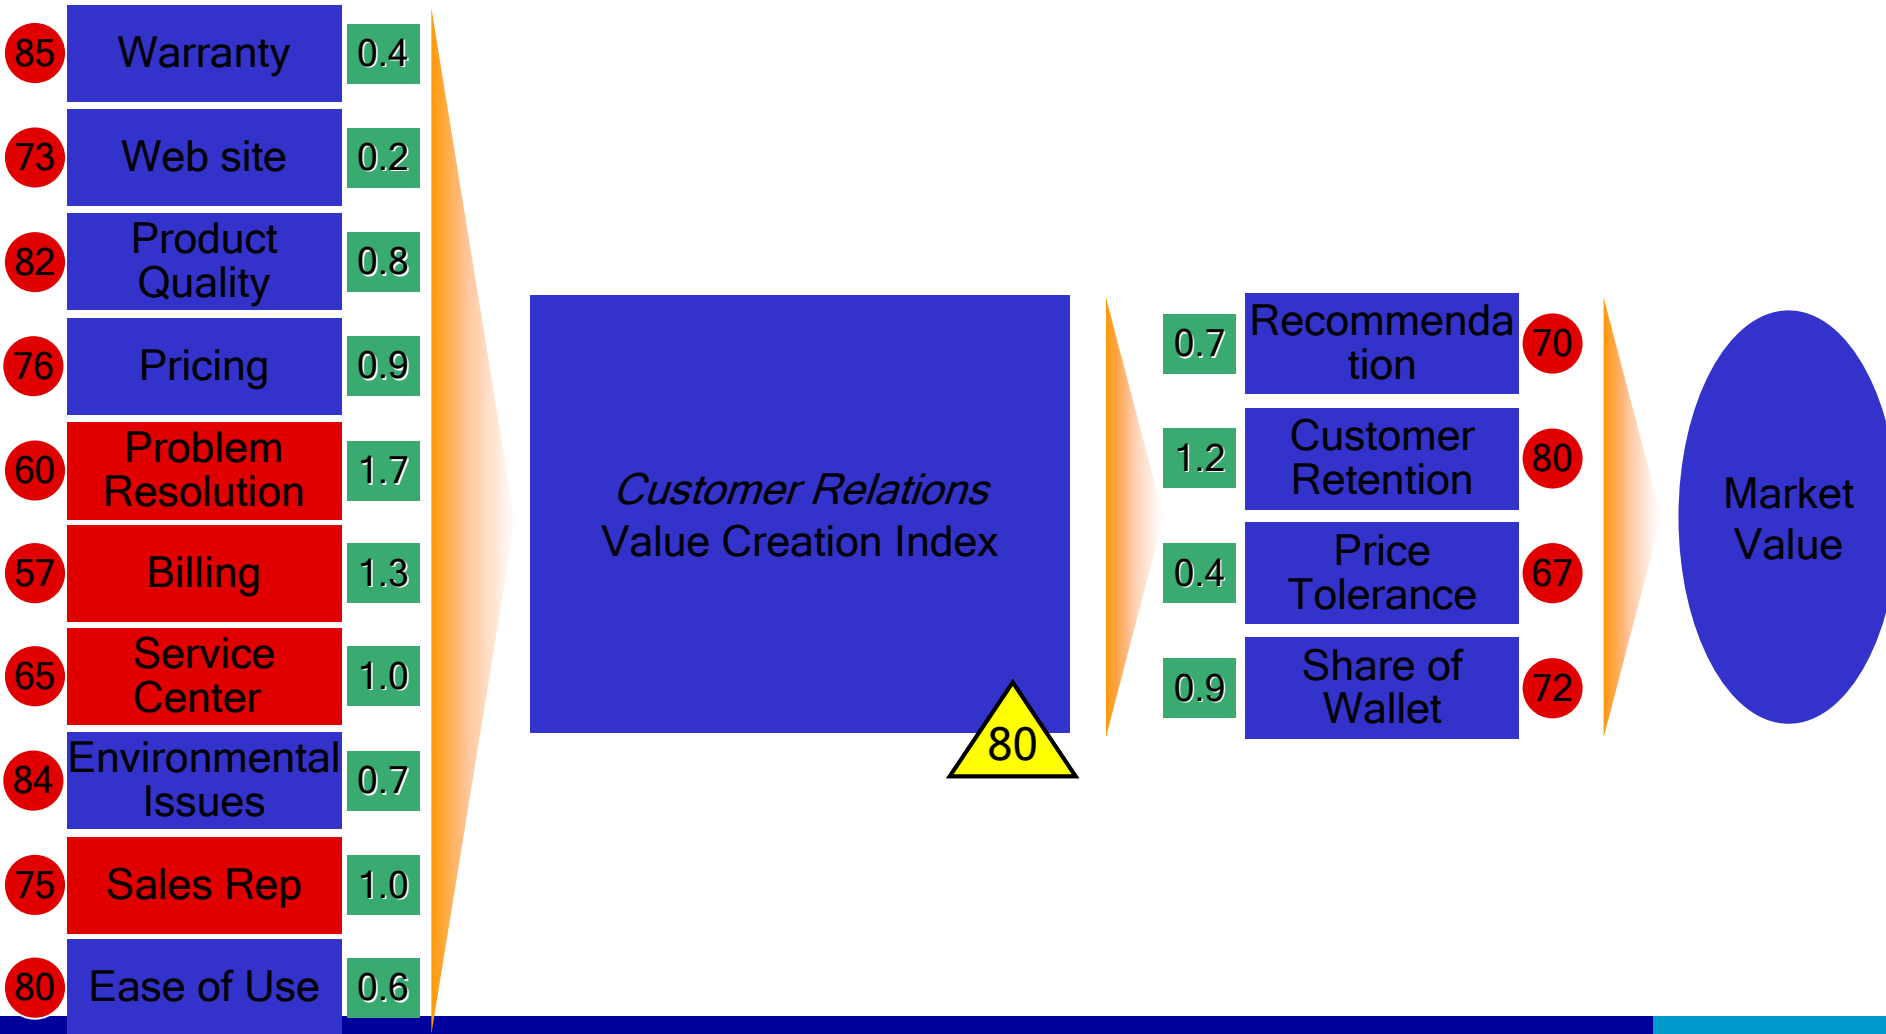 85 Warranty 0.4
73 Web site 0.2
82 Product
Quality 0.8
76 Pricing 0.9
60 Problem
Resolution 1.7
57 Billing 1.3
65 Service
Center 1.0
84 Environmental
Issues 0.7
75 Sales Rep 1.0
80 Ease of Use 0.6
Customer Relations
Value Creation Index
80
0.7 Recommenda
tion 70
1.2 Customer
Retention 80
0.4 Price
Tolerance 67
0.9 Share of
Wallet 72
Market
Value